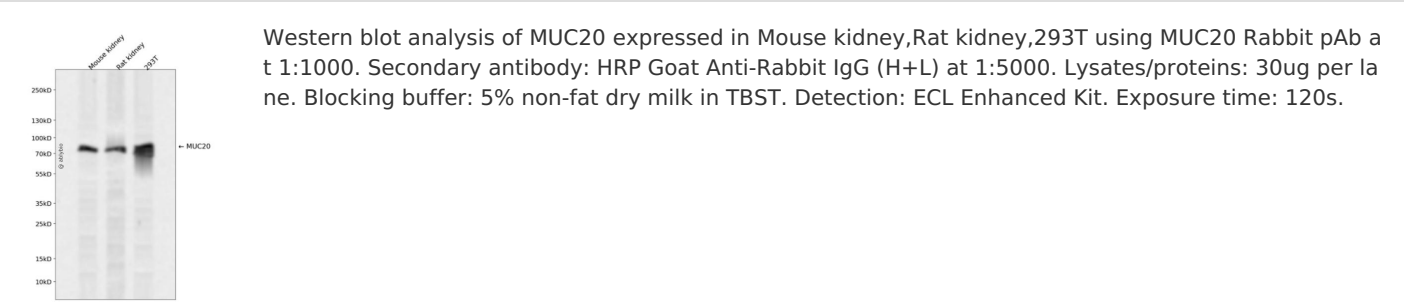 Mouse kidney
Rat kidney
293T
Western blot analysis of MUC20 expressed in Mouse kidney,Rat kidney,293T using MUC20 Rabbit pAb a
t 1:1000. Secondary antibody: HRP Goat Anti-Rabbit IgG (H+L) at 1:5000. Lysates/proteins: 30ug per la
ne. Blocking buffer: 5% non-fat dry milk in TBST. Detection: ECL Enhanced Kit. Exposure time: 120s.
250kD
130kD
100kD
70kD
← MUC20
55kD
35kD
25kD
15kD
10kD